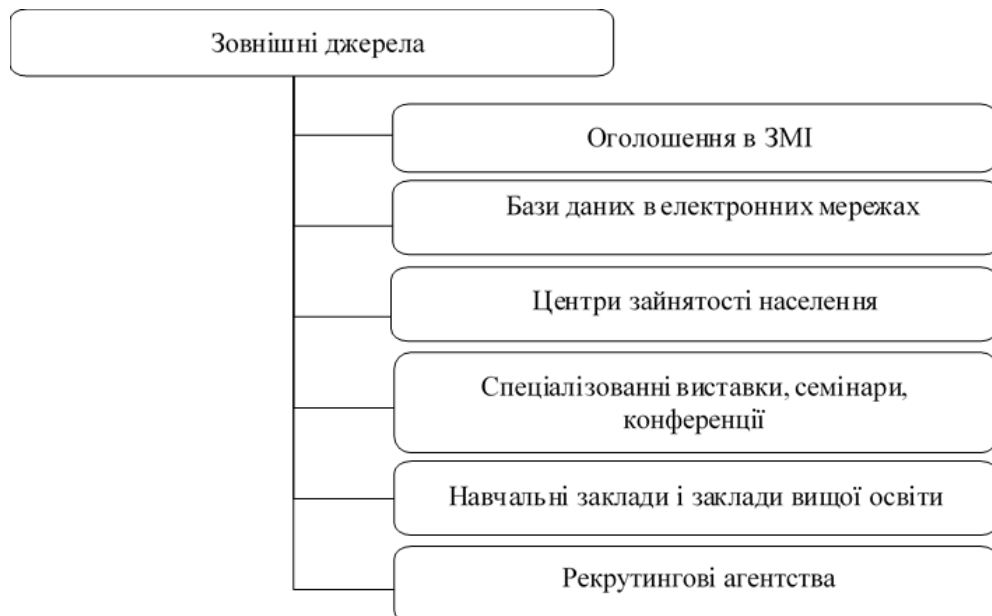 Зовнішні джерела
Оголошення в ЗМІ
Бази даних в електронних мережах
Центри зайнятості населення
Спеціалізованні виставки, семінари,
конференції
Навчальні заклади і заклади вищої освіти
Рекрутингові агентства